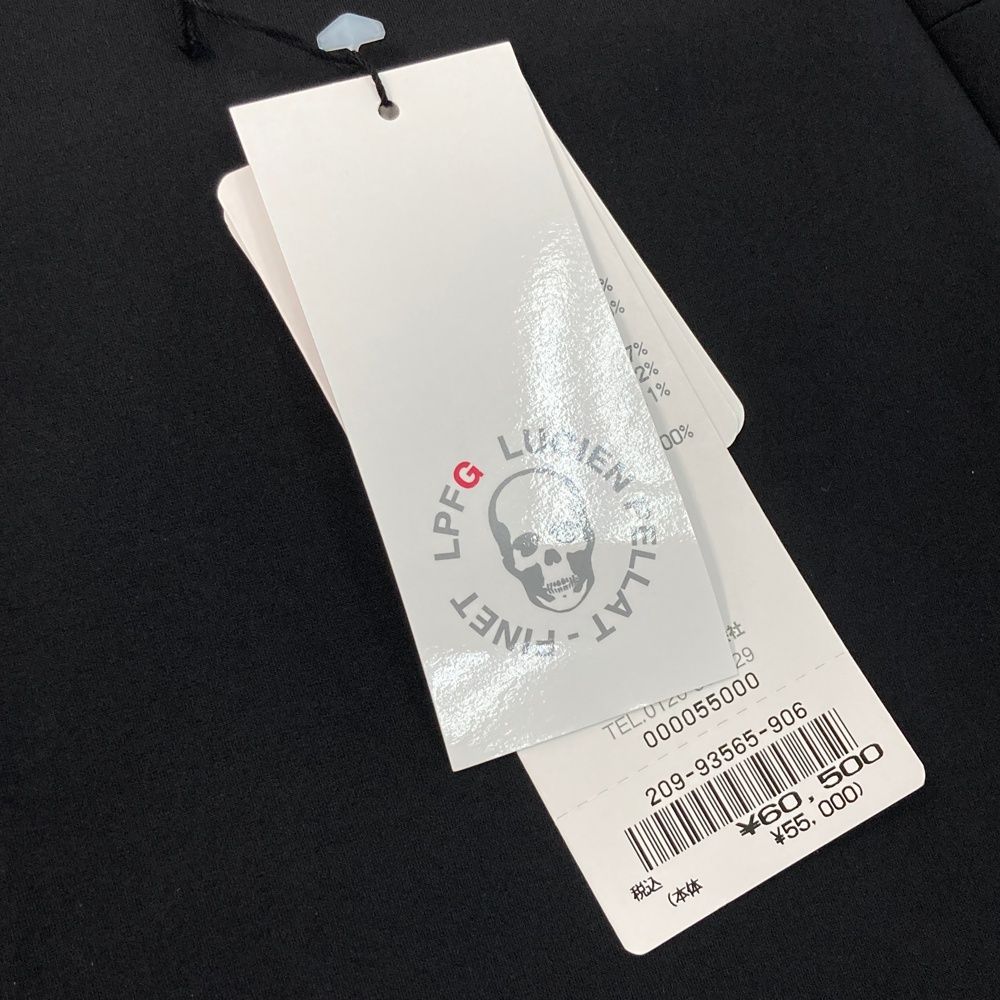 LPFG LUCIEN PELLAT-FINET
%
%
7%
2%
1%
00%
社
TEL.0120 29
000055000
209-93565-906
税込 ¥60,500
(本体 ¥55,000)